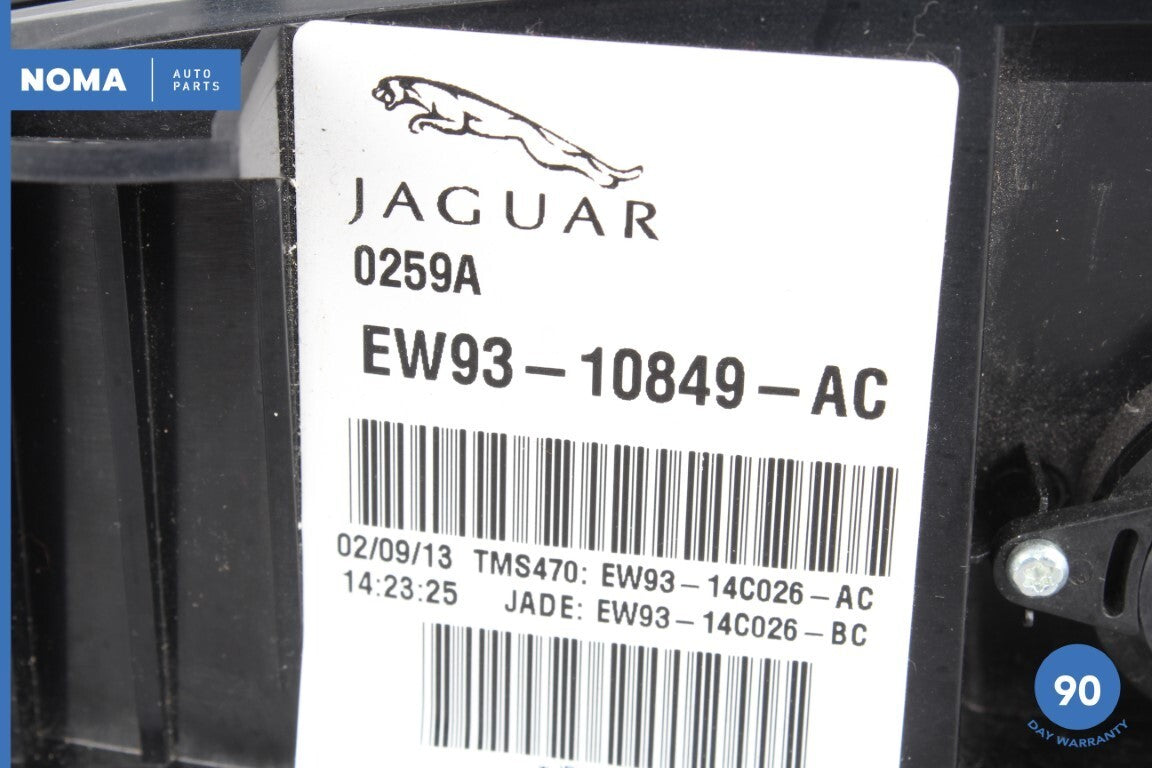 NOMA
AUTO
PARTS
JAGUAR
0259A
EW93-10849-AC
02/09/13 TMS470: EW93-14C026-AC
14:23:25 JADE: EW93-14C026-BC
90
DAY WARRANTY